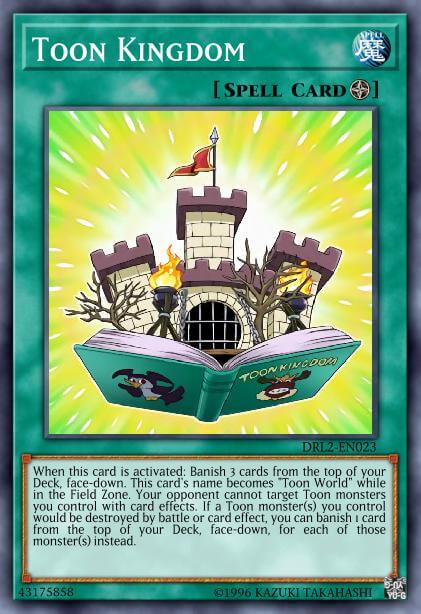 TOON KINGDOM
SPELL
魔
[SPELL CARD]
TOON KINGDOM
DRL2-EN023
When this card is activated: Banish 3 cards from the top of your
Deck, face-down. This card's name becomes "Toon World" while
in the Field Zone. Your opponent cannot target Toon monsters
you control with card effects. If a Toon monster(s) you control
would be destroyed by battle or card effect, you can banish 1 card
from the top of your Deck, face-down, for each of those
monster(s) instead.
43175858
©1996 KAZUKI TAKAHASHI